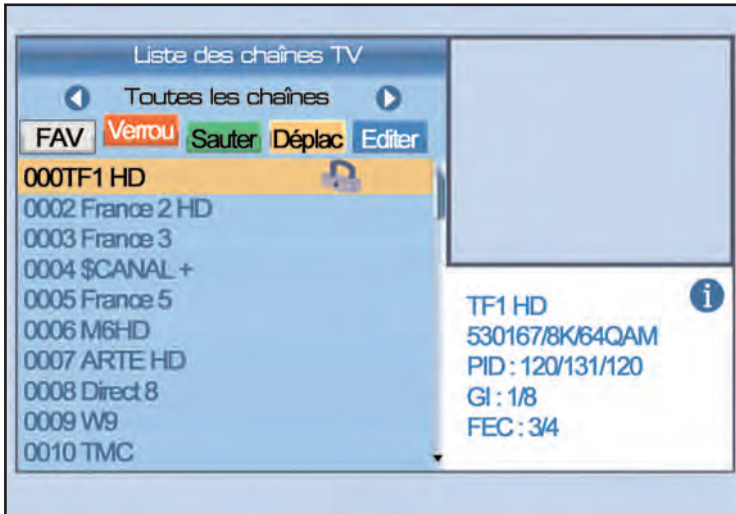 Liste des chaînes TV
Toutes les chaînes
FAV Verrou Sauter Déplac Editer
000TF1 HD
0002 France 2 HD
0003 France 3
0004 $CANAL +
0005 France 5
0006 M6HD
0007 ARTE HD
0008 Direct 8
0009 W9
0010 TMC
TF1 HD
530167/8K/64QAM
PID : 120/131/120
GI : 1/8
FEC : 3/4